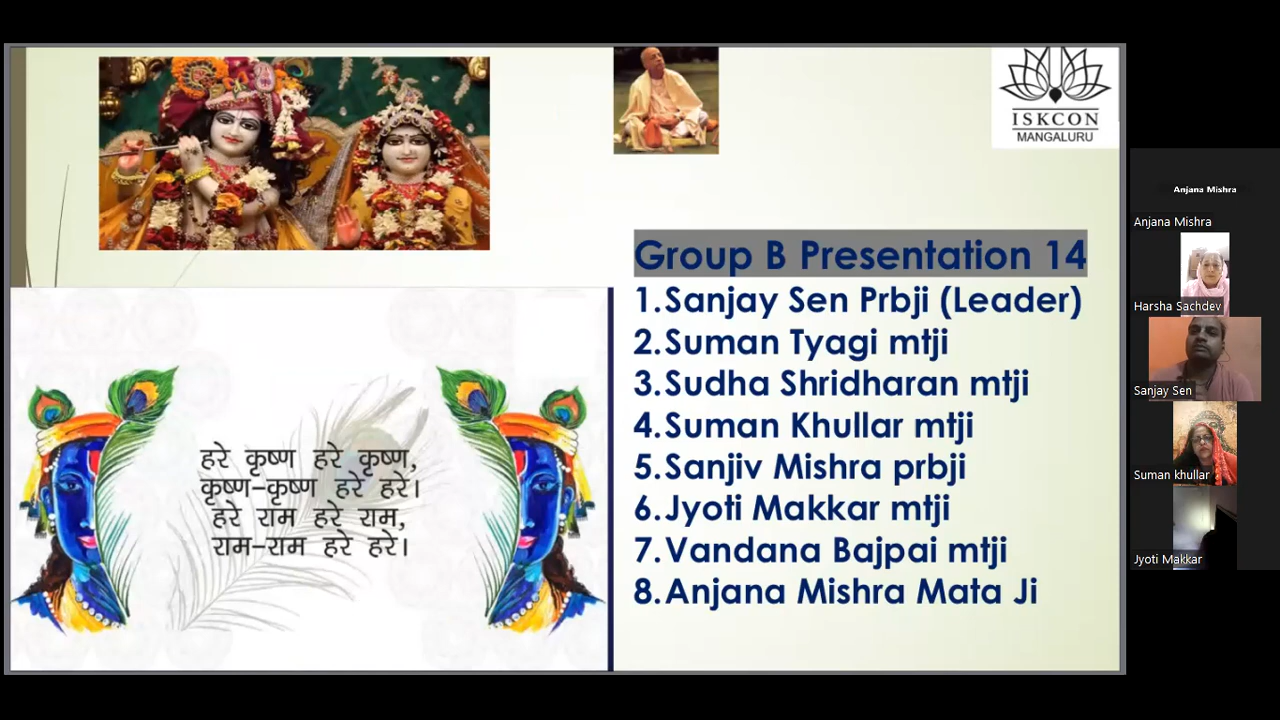 ISKCON
MANGALURU
Group B Presentation 14
1.Sanjay Sen Prbji (Leader)
2.Suman Tyagi mtji
3.Sudha Shridharan mtji
4.Suman Khullar mtji
5.Sanjiv Mishra prbji
6.Jyoti Makkar mtji
7.Vandana Bajpai mtji
8.Anjana Mishra Mata Ji
हरे कृष्ण हरे कृष्ण,
कृष्ण-कृष्ण हरे हरे।
हरे राम हरे राम,
राम-राम हरे हरे।
Anjana Mishra
Anjana Mishra
Harsha Sachdev
Sanjay Sen
Suman khullar
Jyoti Makkar